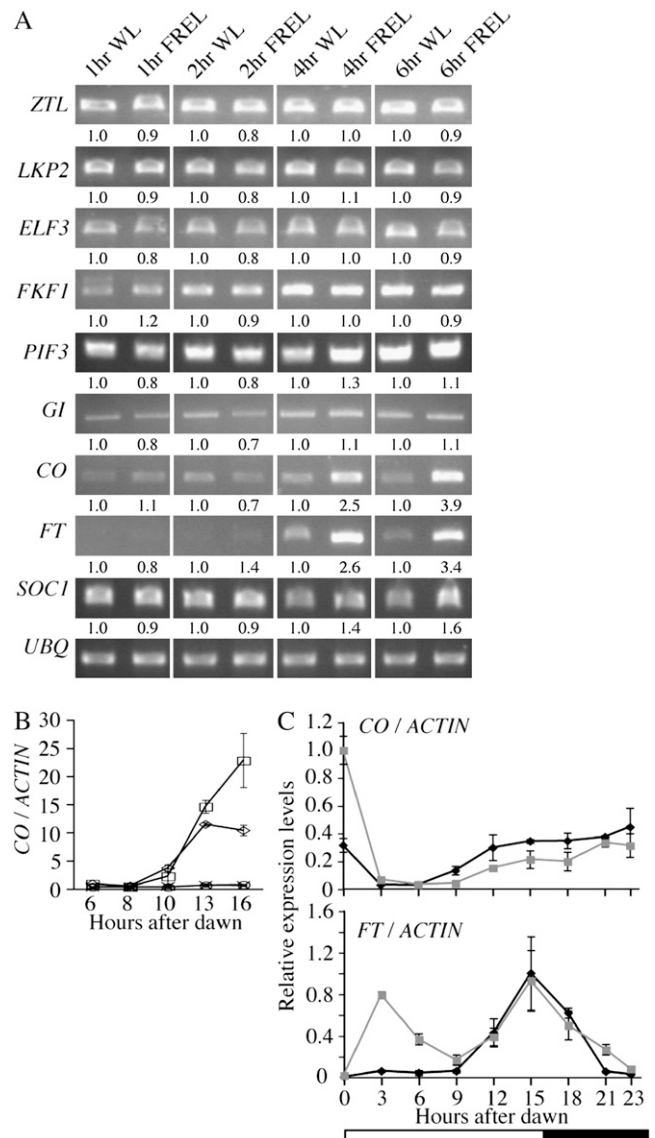 A
1hr WL 1hr FREL 2hr WL 2hr FREL 4hr WL 4hr FREL 6hr WL 6hr FREL
ZTL
1.0 0.9 1.0 0.8 1.0 1.0 1.0 0.9
LKP2
1.0 0.9 1.0 0.8 1.0 1.1 1.0 0.9
ELF3
1.0 0.8 1.0 0.8 1.0 1.0 1.0 0.9
FKF1
1.0 1.2 1.0 0.9 1.0 1.0 1.0 0.9
PIF3
1.0 0.8 1.0 0.8 1.0 1.3 1.0 1.1
GI
1.0 0.8 1.0 0.7 1.0 1.1 1.0 1.1
CO
1.0 1.1 1.0 0.7 1.0 2.5 1.0 3.9
FT
1.0 0.8 1.0 1.4 1.0 2.6 1.0 3.4
SOC1
1.0 0.9 1.0 0.9 1.0 1.4 1.0 1.6
UBQ
B
CO / ACTIN
30
25
20
15
10
5
0
6 8 10 13 16
Hours after dawn
C
Relative expression levels
CO / ACTIN
1.2
1.0
0.8
0.6
0.4
0.2
0
FT / ACTIN
1.6
1.2
0.8
0.4
0
0 3 6 9 12 15 18 21 23
Hours after dawn